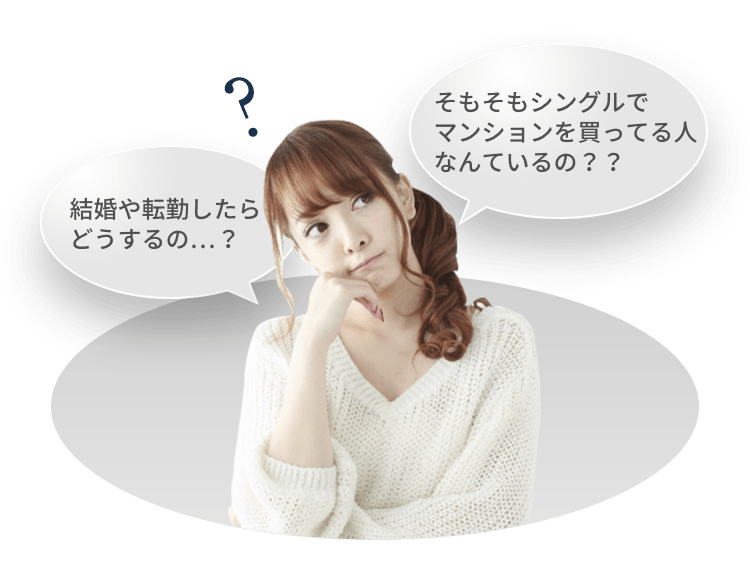 ?
そもそもシングルで
マンションを買ってる人
なんているの？？
結婚や転勤したら
どうするの…？